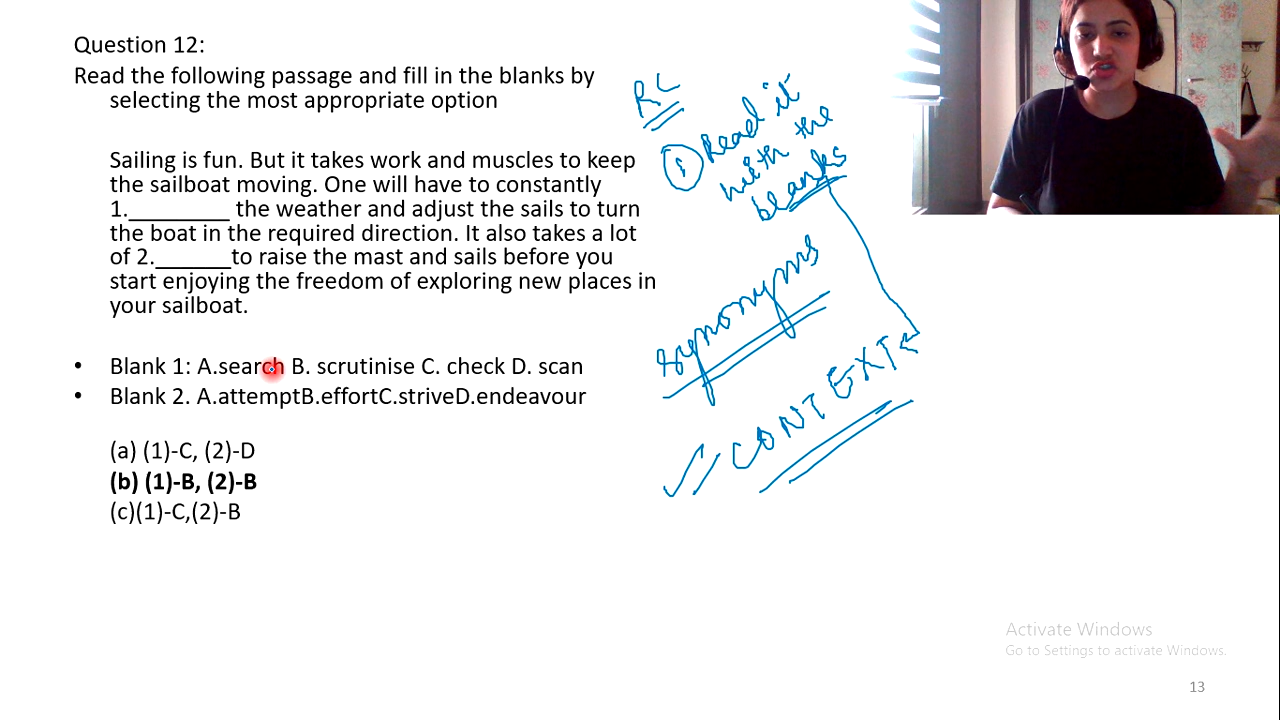 Question 12:
Read the following passage and fill in the blanks by
selecting the most appropriate option
Sailing is fun. But it takes work and muscles to keep
the sailboat moving. One will have to constantly
1.________ the weather and adjust the sails to turn
the boat in the required direction. It also takes a lot
of 2.______to raise the mast and sails before you
start enjoying the freedom of exploring new places in
your sailboat.
• Blank 1: A.search B. scrutinise C. check D. scan
• Blank 2. A.attemptB.effortC.striveD.endeavour
(a) (1)-C, (2)-D
(b) (1)-B, (2)-B
(c)(1)-C,(2)-B
RC
1 Read it
with the
blanks
synonyms
CONTEXT
Activate Windows
Go to Settings to activate Windows.
13